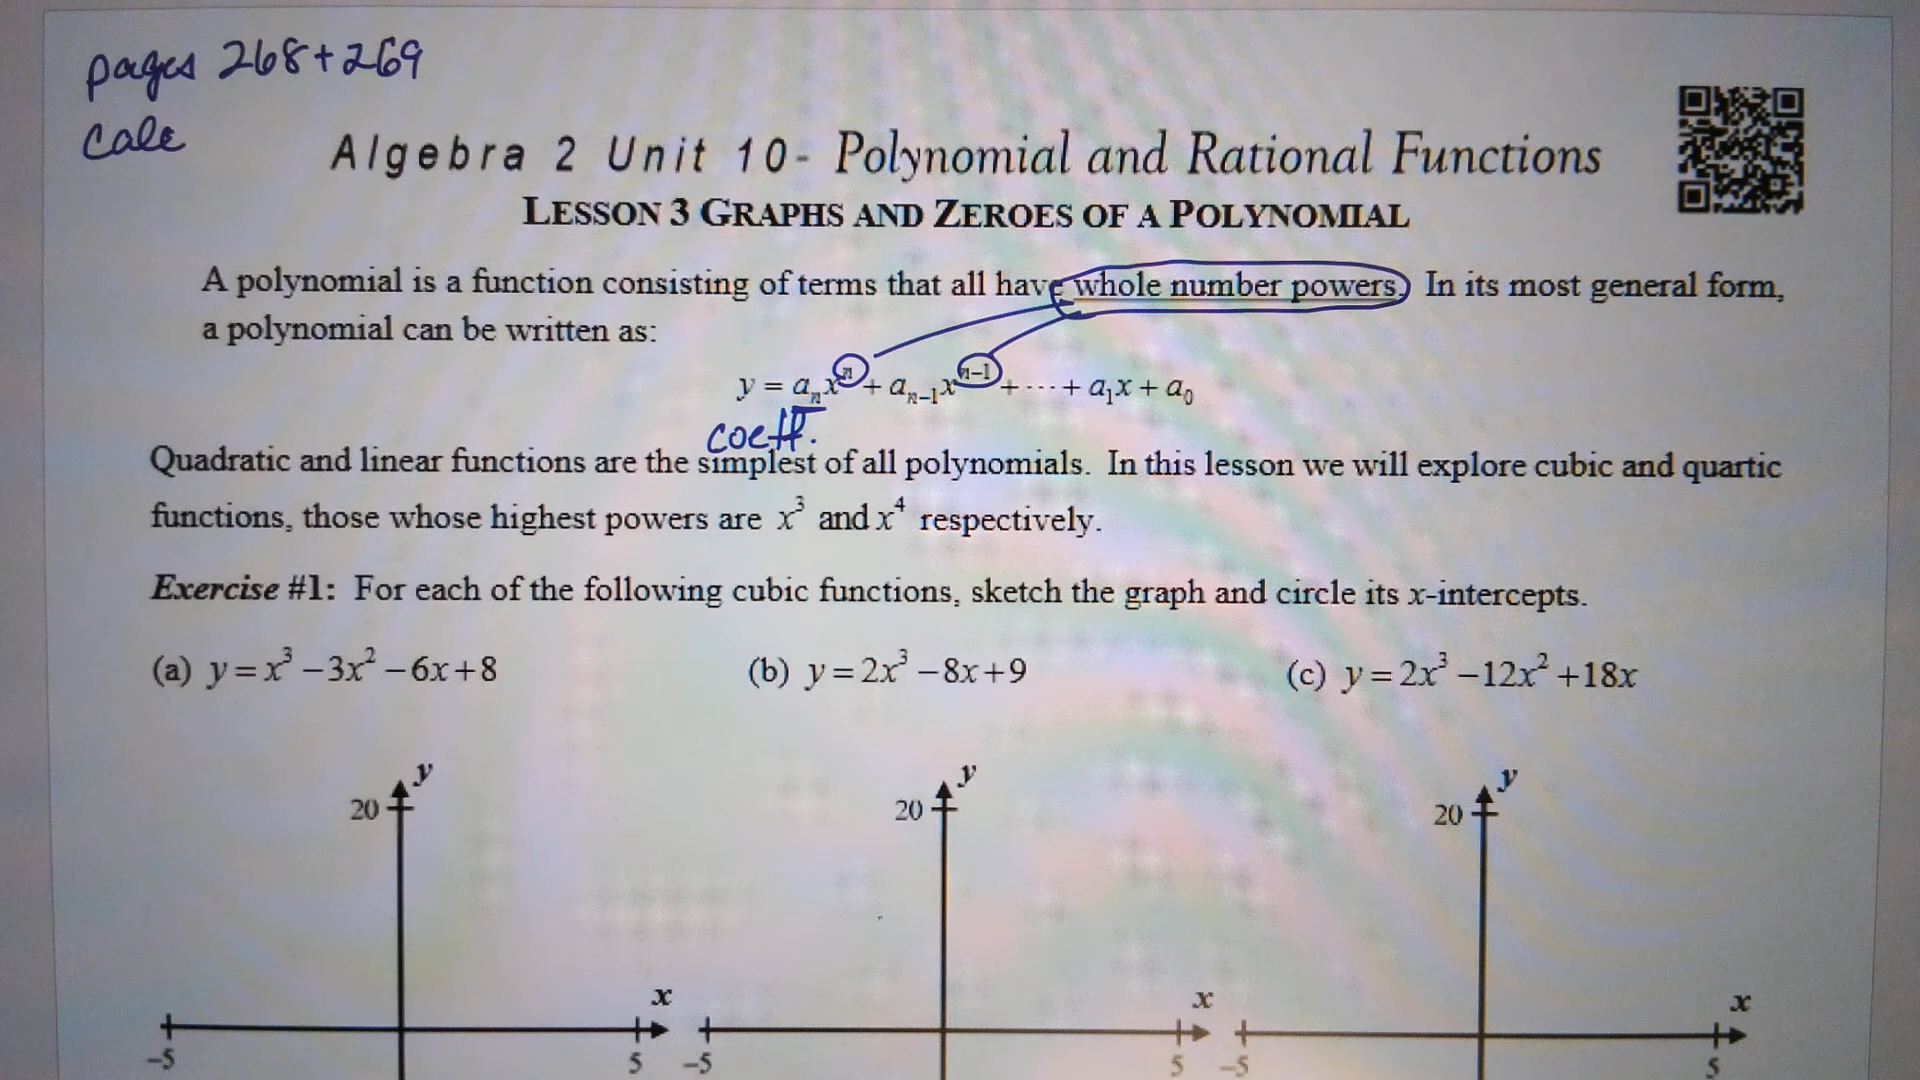 pages 268+269
calc
Algebra 2 Unit 10- Polynomial and Rational Functions
LESSON 3 GRAPHS AND ZEROES OF A POLYNOMIAL
A polynomial is a function consisting of terms that all have whole number powers. In its most general form,
a polynomial can be written as:
y = aₙxⁿ + aₙ₋₁xⁿ⁻¹ + ··· + a₁x + a₀
coeff.
Quadratic and linear functions are the simplest of all polynomials. In this lesson we will explore cubic and quartic
functions, those whose highest powers are x³ and x⁴ respectively.
Exercise #1: For each of the following cubic functions, sketch the graph and circle its x-intercepts.
(a) y = x³ – 3x² – 6x + 8 (b) y = 2x³ – 8x + 9 (c) y = 2x³ – 12x² + 18x
y y y
20 20 20
x x x
–5 5 –5 5 –5 5